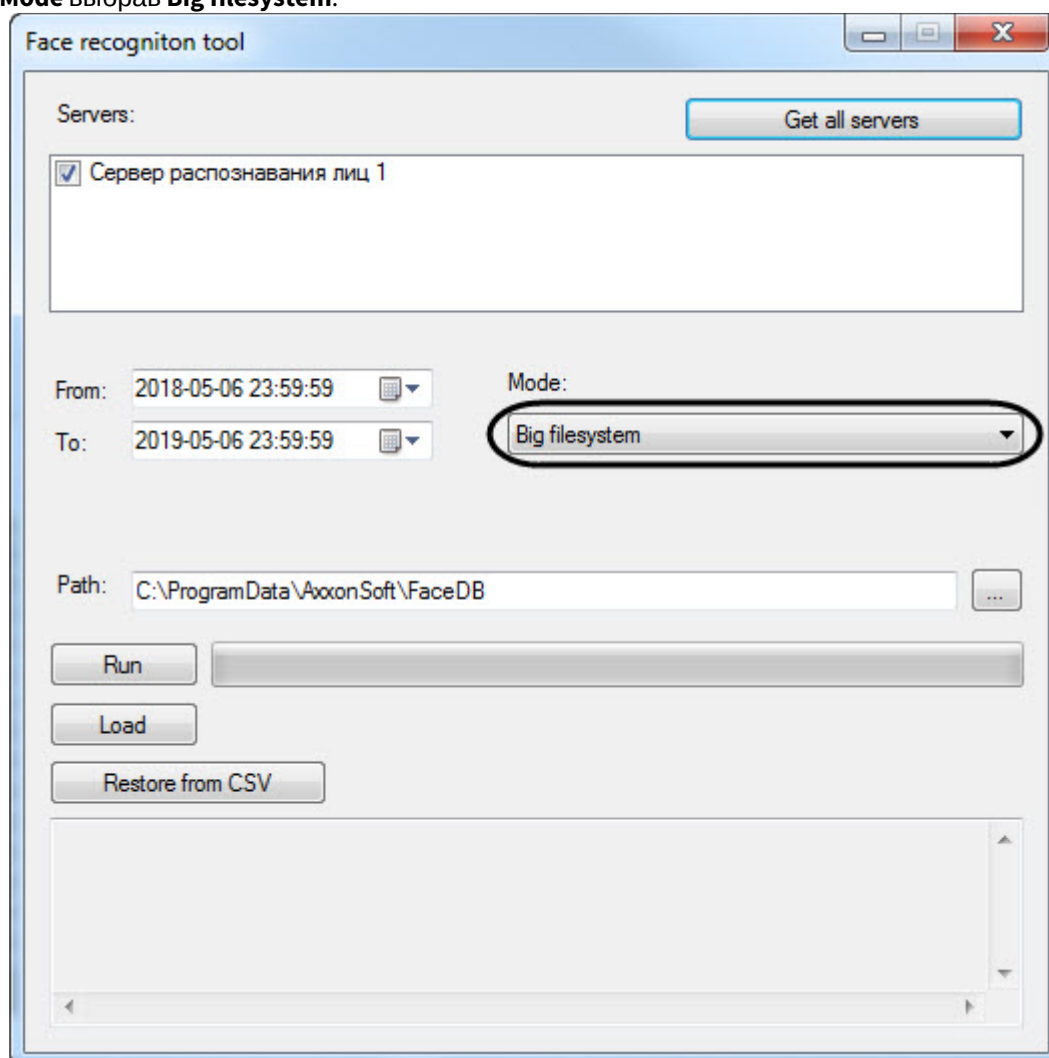 Mode выбрав Big filesystem.
Face recogniton tool
Servers:
Get all servers
Сервер распознавания лиц 1
From: 2018-05-06 23:59:59
Mode:
To: 2019-05-06 23:59:59
Big filesystem
Path: C:\ProgramData\AxxonSoft\FaceDB
...
Run
Load
Restore from CSV